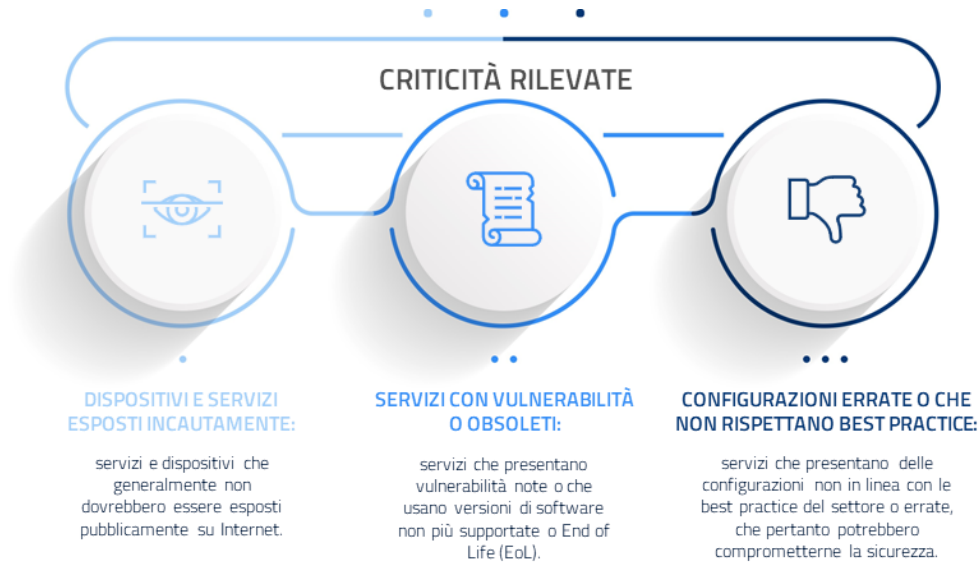 CRITICITÀ RILEVATE
DISPOSITIVI E SERVIZI
ESPOSTI INCAUTAMENTE:
servizi e dispositivi che
generalmente non
dovrebbero essere esposti
pubblicamente su Internet.
SERVIZI CON VULNERABILITÀ
O OBSOLETI:
servizi che presentano
vulnerabilità note o che
usano versioni di software
non più supportate o End of
Life (EoL).
CONFIGURAZIONI ERRATE O CHE
NON RISPETTANO BEST PRACTICE:
servizi che presentano delle
configurazioni non in linea con le
best practice del settore o errate,
che pertanto potrebbero
comprometterne la sicurezza.